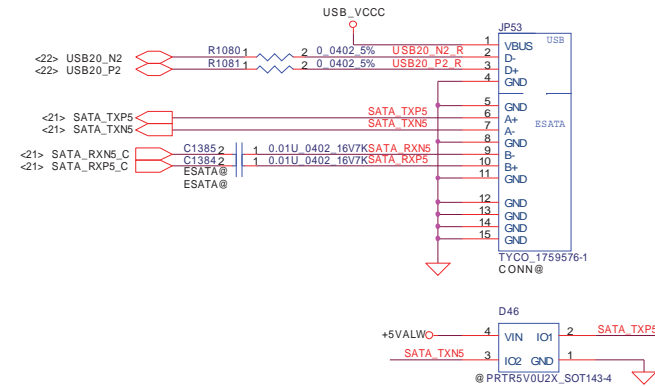 USB_VCCC
JP53
1 VBUS USB
<22> USB20_N2 R1080 1 2 0_0402_5% USB20_N2_R 2 D-
<22> USB20_P2 R1081 1 2 0_0402_5% USB20_P2_R 3 D+
4 GND
5 GND
<21> SATA_TXP5 SATA_TXP5 6 A+
<21> SATA_TXN5 SATA_TXN5 7 A- ESATA
8 GND
<21> SATA_RXN5_C C1385 2 1 0.01U_0402_16V7K SATA_RXN5 9 B-
<21> SATA_RXP5_C C1384 2 1 0.01U_0402_16V7K SATA_RXP5 10 B+
ESATA@
ESATA@
11 GND
12 GND
13 GND
14 GND
15 GND
TYCO_1759576-1
CONN@
D46
+5VALW 4 VIN IO1 2 SATA_TXP5
SATA_TXN5 3 IO2 GND 1
@ PRTR5V0U2X_SOT143-4